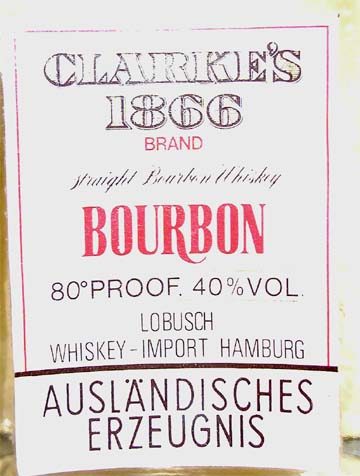 CLARKE'S
1866
BRAND
straight Bourbon Whiskey
BOURBON
80°PROOF. 40%VOL.
LOBUSCH
WHISKEY-IMPORT HAMBURG
AUSLÄNDISCHES
ERZEUGNIS